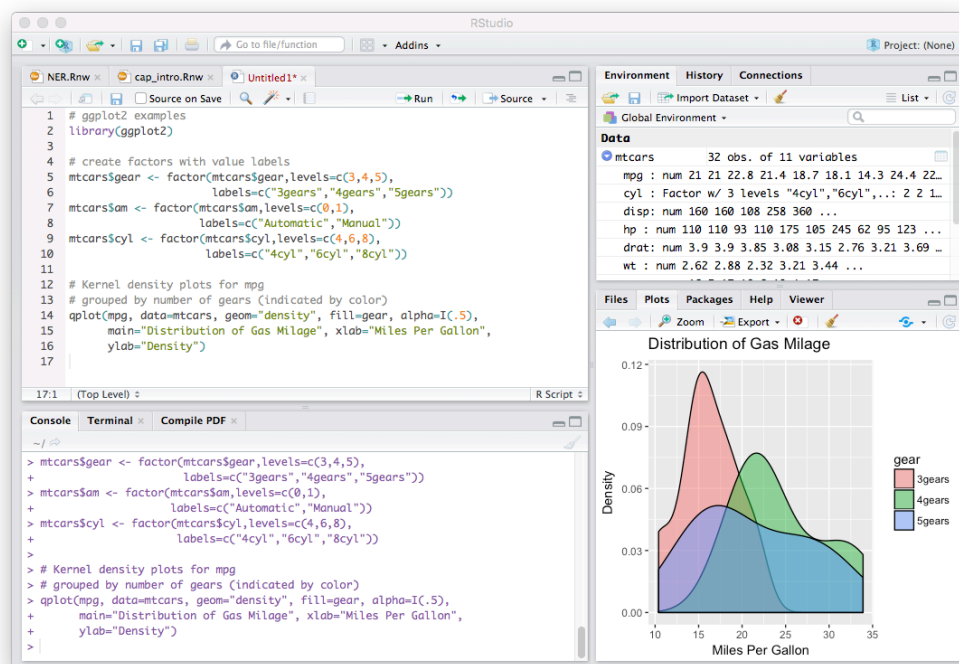 RStudio
Go to file/function
Addins
Project: (None)
NER.Rnw
cap_intro.Rnw
Untitled1*
Source on Save
Run
Source
1 # ggplot2 examples
2 library(ggplot2)
3
4 # create factors with value labels
5 mtcars$gear <- factor(mtcars$gear,levels=c(3,4,5),
6 labels=c("3gears","4gears","5gears"))
7 mtcars$am <- factor(mtcars$am,levels=c(0,1),
8 labels=c("Automatic","Manual"))
9 mtcars$cyl <- factor(mtcars$cyl,levels=c(4,6,8),
10 labels=c("4cyl","6cyl","8cyl"))
11
12 # Kernel density plots for mpg
13 # grouped by number of gears (indicated by color)
14 qplot(mpg, data=mtcars, geom="density", fill=gear, alpha=I(.5),
15 main="Distribution of Gas Milage", xlab="Miles Per Gallon",
16 ylab="Density")
17
17:1 (Top Level) R Script
Console Terminal Compile PDF
~/
> mtcars$gear <- factor(mtcars$gear,levels=c(3,4,5),
+ labels=c("3gears","4gears","5gears"))
> mtcars$am <- factor(mtcars$am,levels=c(0,1),
+ labels=c("Automatic","Manual"))
> mtcars$cyl <- factor(mtcars$cyl,levels=c(4,6,8),
+ labels=c("4cyl","6cyl","8cyl"))
>
> # Kernel density plots for mpg
> # grouped by number of gears (indicated by color)
> qplot(mpg, data=mtcars, geom="density", fill=gear, alpha=I(.5),
+ main="Distribution of Gas Milage", xlab="Miles Per Gallon",
+ ylab="Density")
>
Environment History Connections
Import Dataset List
Global Environment
Data
mtcars 32 obs. of 11 variables
mpg : num 21 21 22.8 21.4 18.7 18.1 14.3 24.4 22…
cyl : Factor w/ 3 levels "4cyl","6cyl",..: 2 2 1…
disp: num 160 160 108 258 360 ...
hp : num 110 110 93 110 175 105 245 62 95 123 ...
drat: num 3.9 3.9 3.85 3.08 3.15 2.76 3.21 3.69 …
wt : num 2.62 2.88 2.32 3.21 3.44 ...
Files Plots Packages Help Viewer
Zoom Export
Distribution of Gas Milage
0.12
0.09
0.06
0.03
0.00
Density
10 15 20 25 30 35
Miles Per Gallon
gear
3gears
4gears
5gears